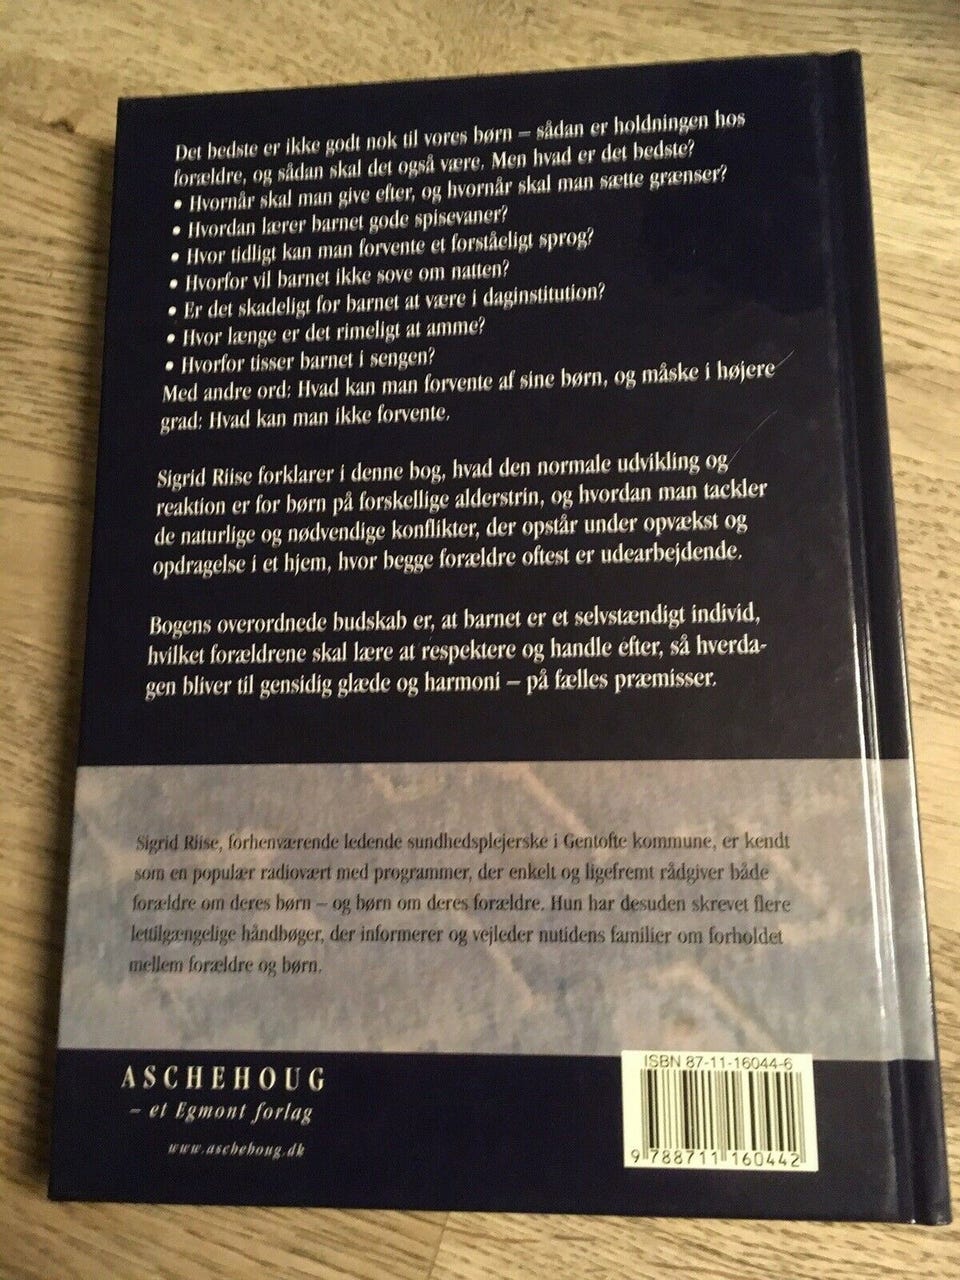 Det bedste er ikke godt nok til vores børn – sådan er holdningen hos
forældre, og sådan skal det også være. Men hvad er det bedste?
• Hvornår skal man give efter, og hvornår skal man sætte grænser?
• Hvordan lærer barnet gode spisevaner?
• Hvor tidligt kan man forvente et forståeligt sprog?
• Hvorfor vil barnet ikke sove om natten?
• Er det skadeligt for barnet at være i daginstitution?
• Hvor længe er det rimeligt at amme?
• Hvorfor tisser barnet i sengen?
Med andre ord: Hvad kan man forvente af sine børn, og måske i højere
grad: Hvad kan man ikke forvente.
Sigrid Riise forklarer i denne bog, hvad den normale udvikling og
reaktion er for børn på forskellige alderstrin, og hvordan man tackler
de naturlige og nødvendige konflikter, der opstår under opvækst og
opdragelse i et hjem, hvor begge forældre oftest er udearbejdende.
Bogens overordnede budskab er, at barnet er et selvstændigt individ,
hvilket forældrene skal lære at respektere og handle efter, så hverda-
gen bliver til gensidig glæde og harmoni – på fælles præmisser.
Sigrid Riise, forhenværende ledende sundhedsplejerske i Gentofte kommune, er kendt
som en populær radiovært med programmer, der enkelt og ligefremt rådgiver både
forældre om deres børn – og børn om deres forældre. Hun har desuden skrevet flere
lettilgængelige håndbøger, der informerer og vejleder nutidens familier om forholdet
mellem forældre og børn.
ASCHEHOUG
– et Egmont forlag
www.aschehoug.dk
ISBN 87-11-16044-6
9 788711 160442